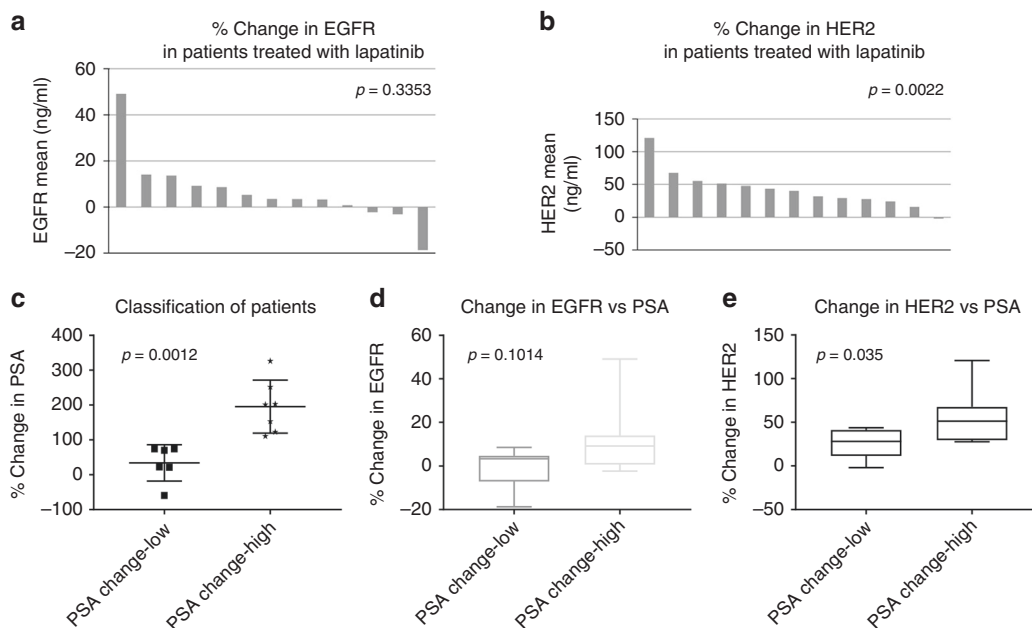 a
% Change in EGFR
in patients treated with lapatinib
p = 0.3353
EGFR mean (ng/ml)
60
40
20
0
−20
b
% Change in HER2
in patients treated with lapatinib
p = 0.0022
HER2 mean
(ng/ml)
150
100
50
0
−50
c
Classification of patients
p = 0.0012
% Change in PSA
400
300
200
100
0
−100
PSA change-low
PSA change-high
d
Change in EGFR vs PSA
p = 0.1014
% Change in EGFR
60
40
20
0
−20
PSA change-low
PSA change-high
e
Change in HER2 vs PSA
p = 0.035
% Change in HER2
150
100
50
0
−50
PSA change-low
PSA change-high